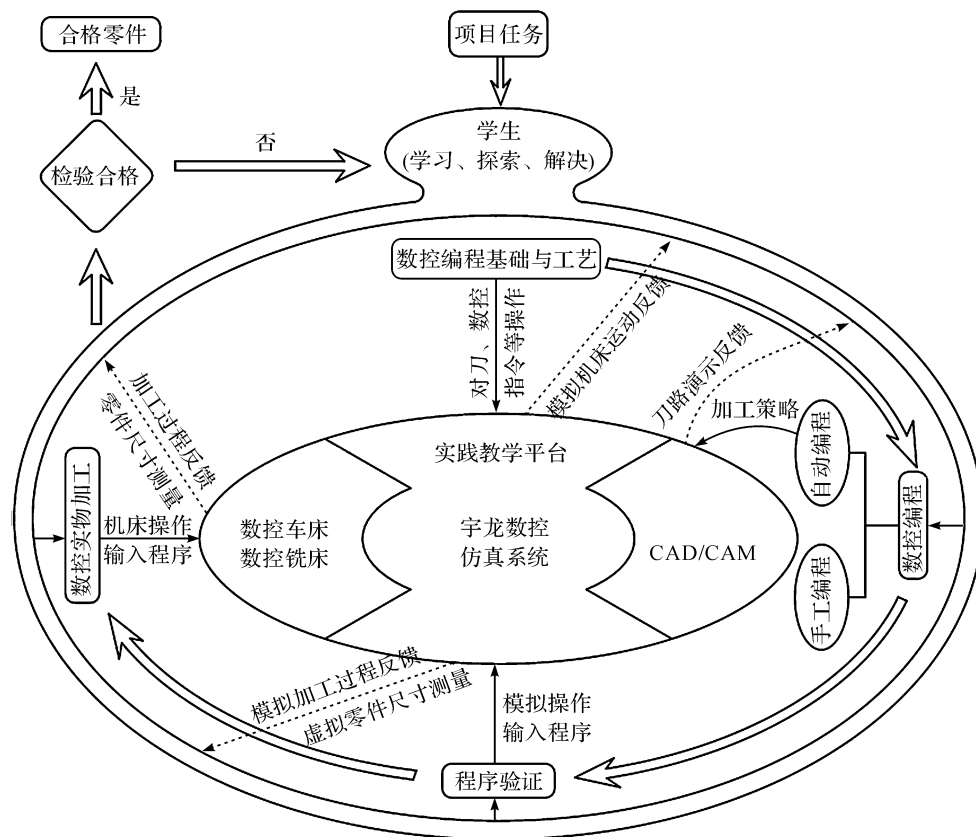 合格零件
项目任务
是
否
学生
(学习、探索、解决)
检验合格
数控编程基础与工艺
对刀、数控
指令等操作
模拟机床运动反馈
刀路演示反馈
加工策略
自动编程
加工过程反馈
零件尺寸测量
实践教学平台
数控实物加工
机床操作
输入程序
数控车床
数控铣床
宇龙数控
仿真系统
CAD/CAM
数控编程
手工编程
模拟加工过程反馈
虚拟零件尺寸测量
模拟操作
输入程序
程序验证